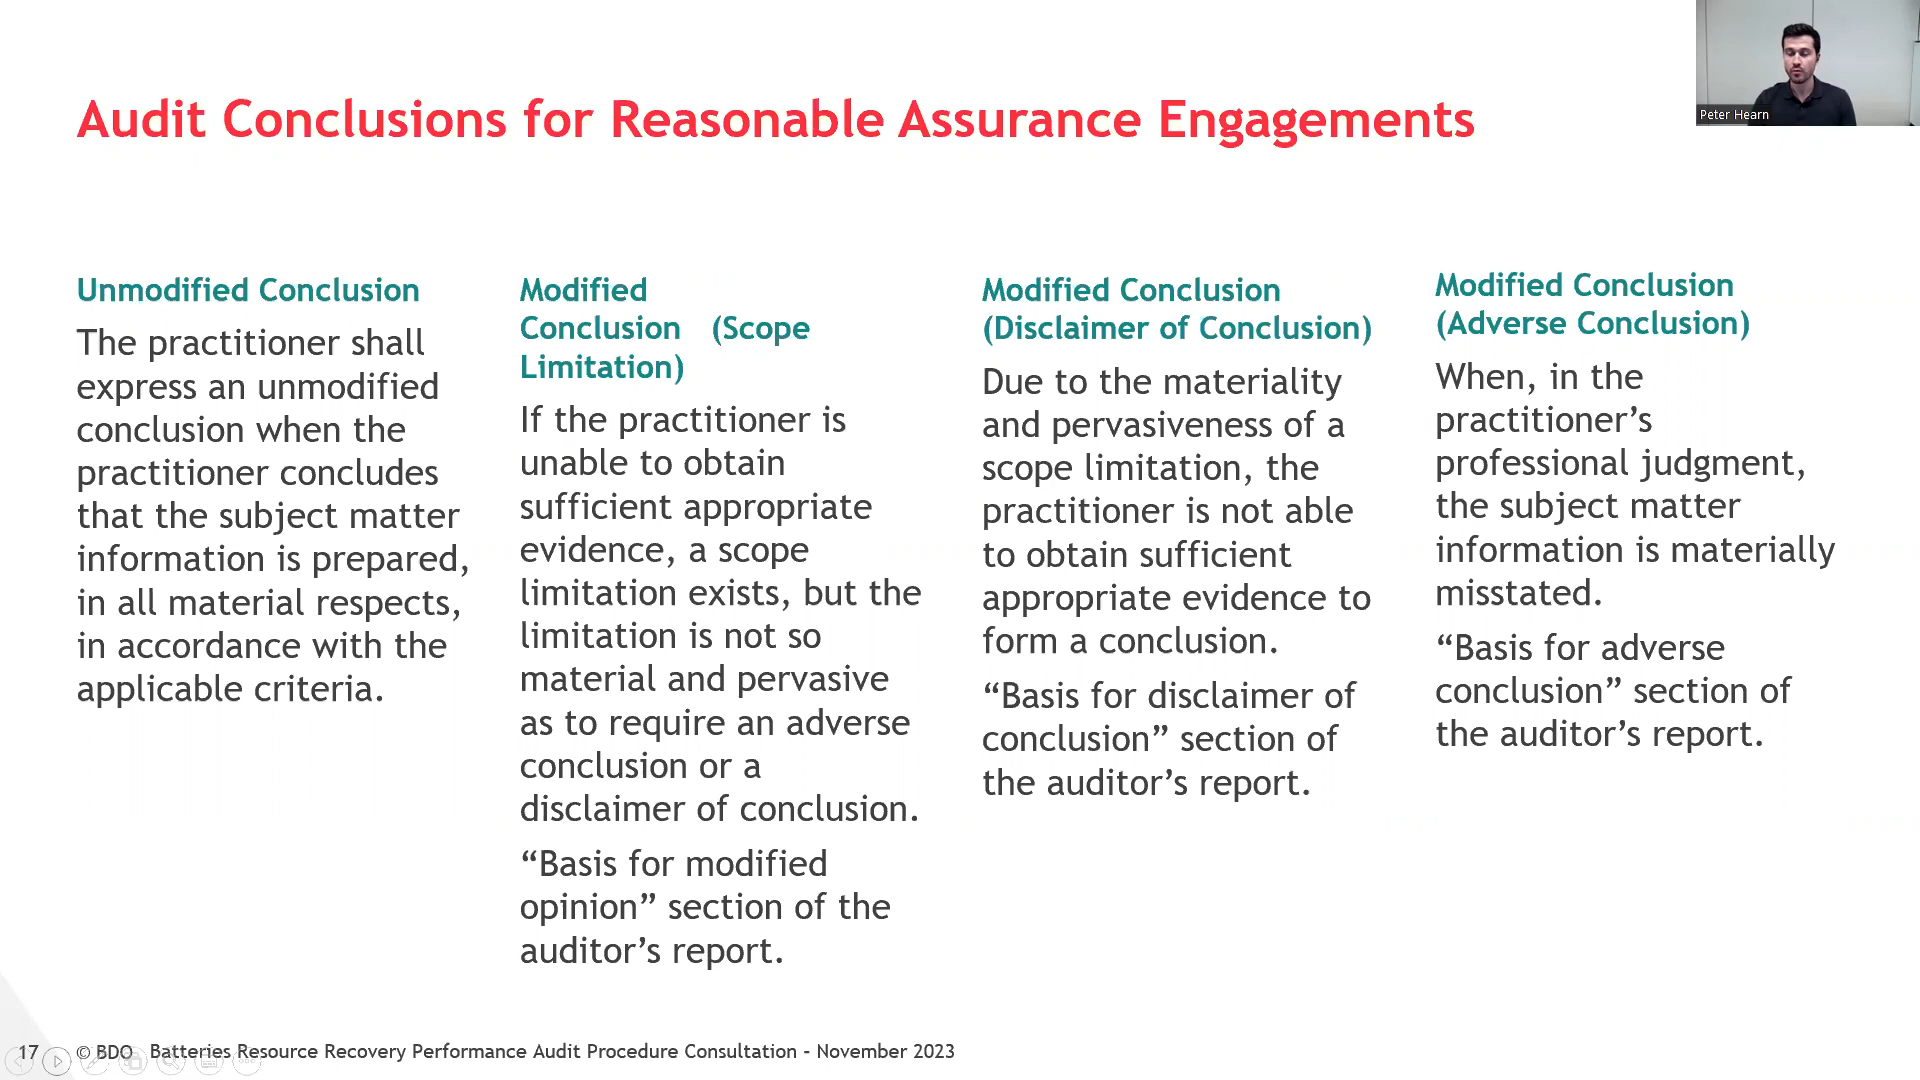 Audit Conclusions for Reasonable Assurance Engagements
Peter Hearn
Unmodified Conclusion
The practitioner shall
express an unmodified
conclusion when the
practitioner concludes
that the subject matter
information is prepared,
in all material respects,
in accordance with the
applicable criteria.
Modified
Conclusion (Scope
Limitation)
If the practitioner is
unable to obtain
sufficient appropriate
evidence, a scope
limitation exists, but the
limitation is not so
material and pervasive
as to require an adverse
conclusion or a
disclaimer of conclusion.
“Basis for modified
opinion” section of the
auditor’s report.
Modified Conclusion
(Disclaimer of Conclusion)
Due to the materiality
and pervasiveness of a
scope limitation, the
practitioner is not able
to obtain sufficient
appropriate evidence to
form a conclusion.
“Basis for disclaimer of
conclusion” section of
the auditor’s report.
Modified Conclusion
(Adverse Conclusion)
When, in the
practitioner’s
professional judgment,
the subject matter
information is materially
misstated.
“Basis for adverse
conclusion” section of
the auditor’s report.
17 © BDO Batteries Resource Recovery Performance Audit Procedure Consultation – November 2023